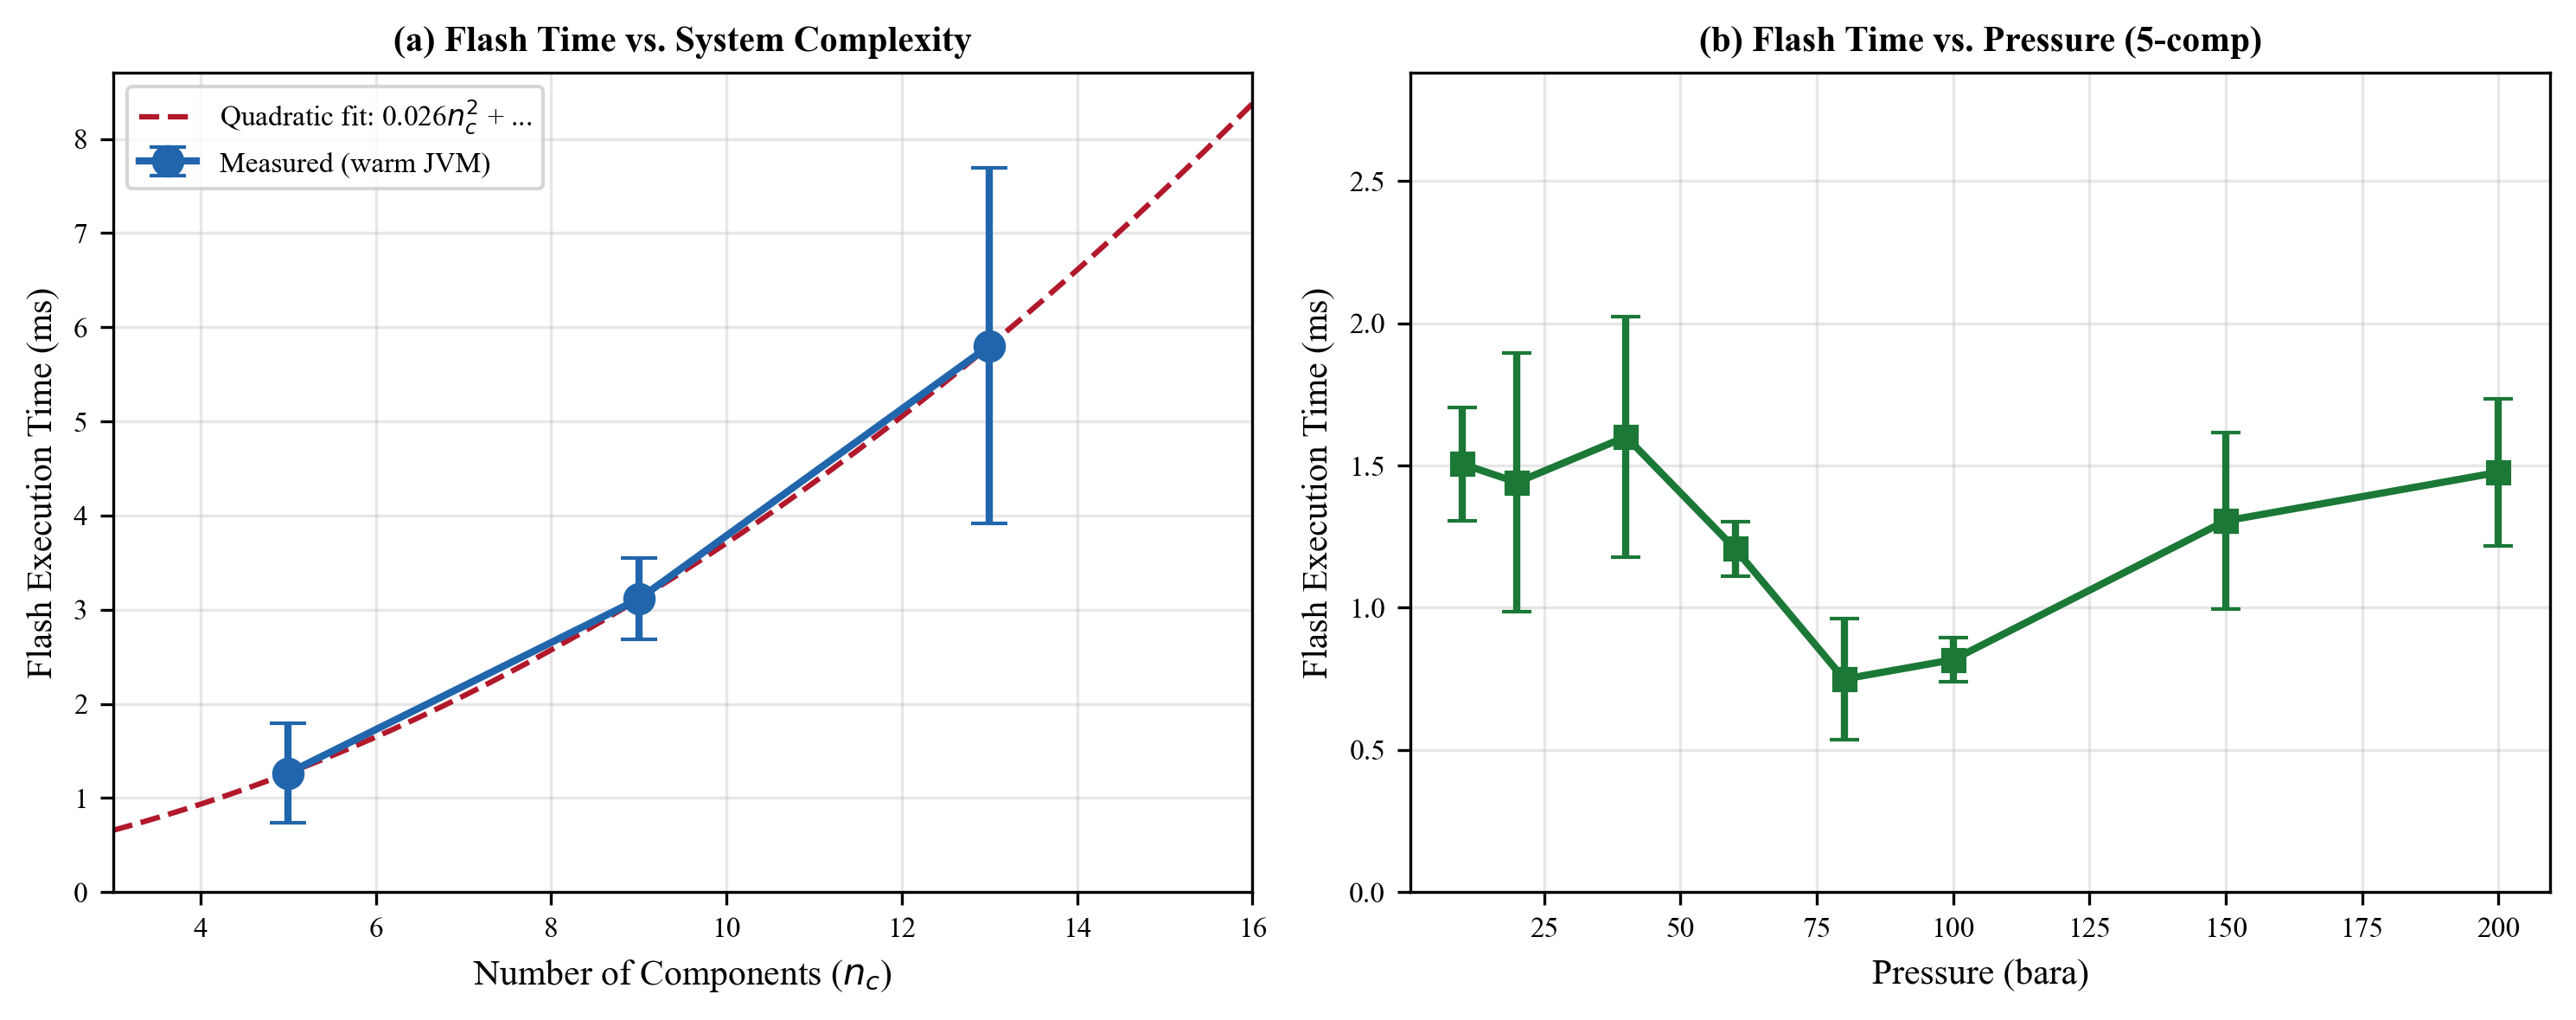 (a) Flash Time vs. System Complexity
Quadratic fit: 0.026n_c^2 + ...
Measured (warm JVM)
Flash Execution Time (ms)
8
7
6
5
4
3
2
1
0
4 6 8 10 12 14 16
Number of Components (n_c)
(b) Flash Time vs. Pressure (5-comp)
Flash Execution Time (ms)
2.5
2.0
1.5
1.0
0.5
0.0
25 50 75 100 125 150 175 200
Pressure (bara)